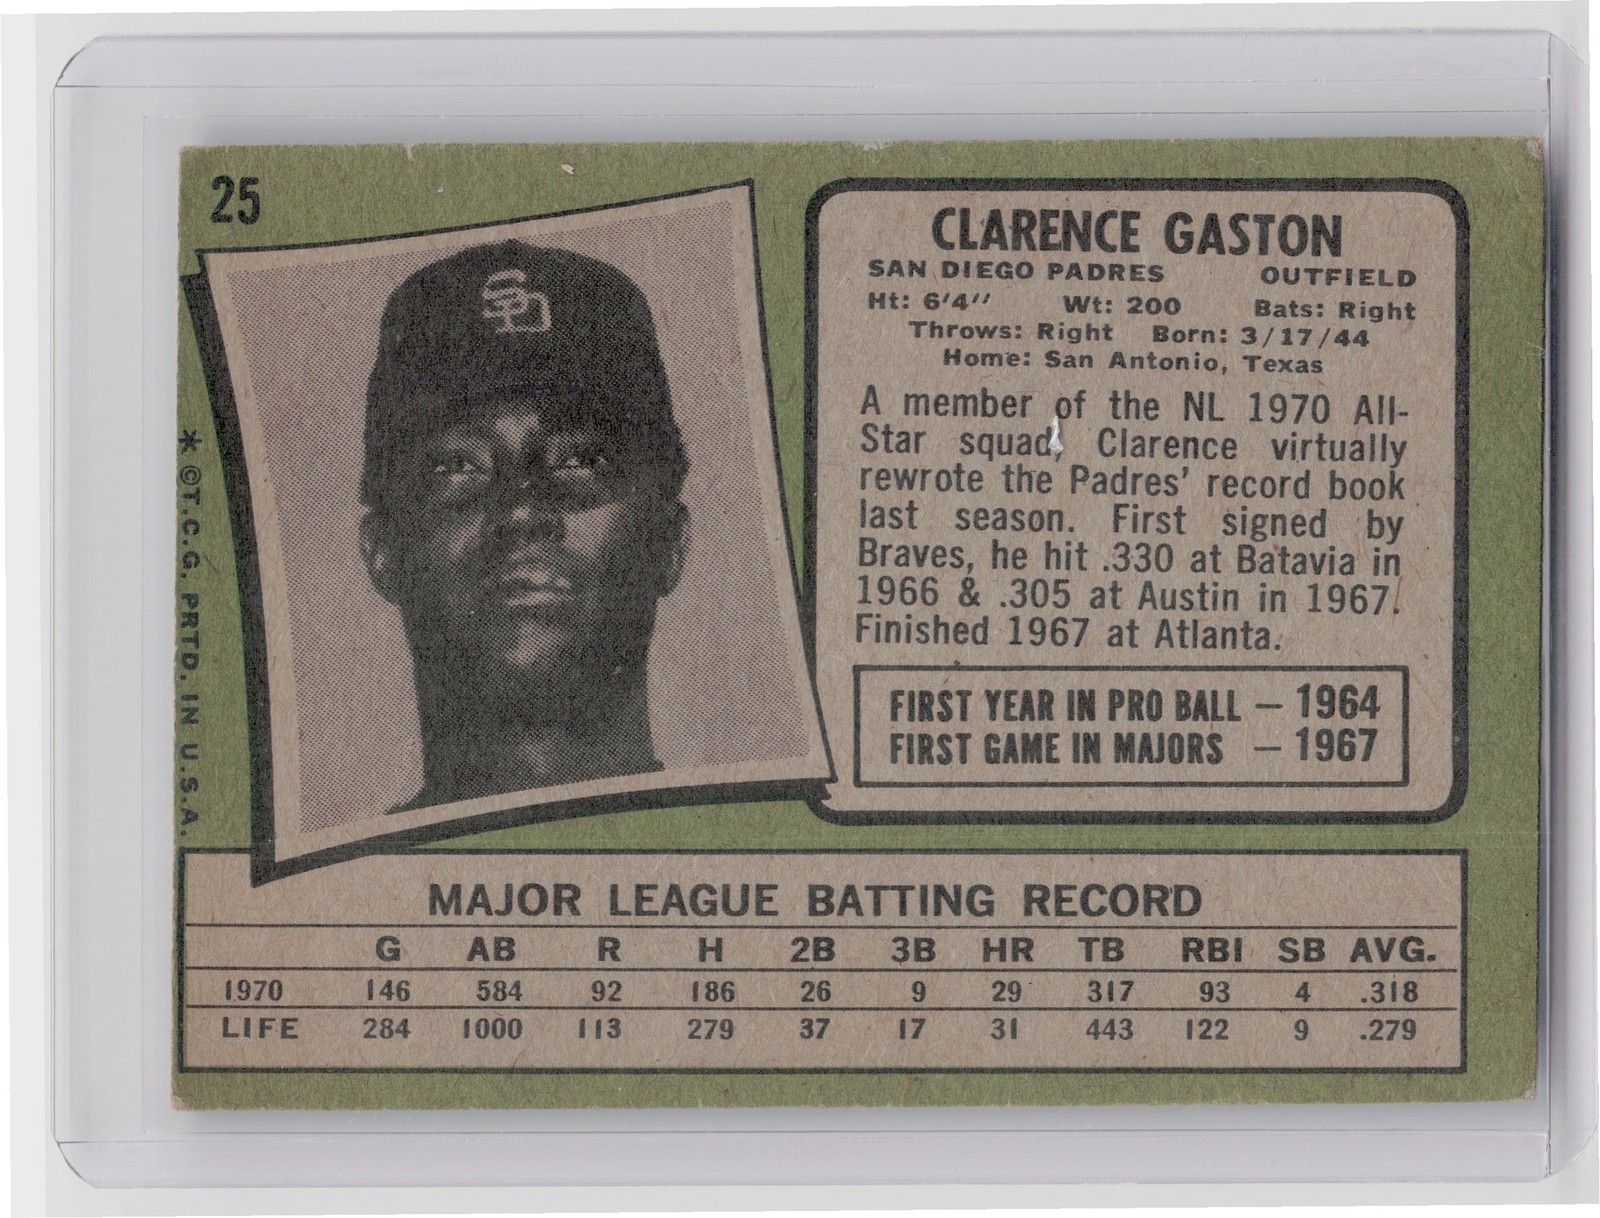 25
SD
* ©T.C.G. PRTD. IN U.S.A.
CLARENCE GASTON
SAN DIEGO PADRES OUTFIELD
Ht: 6'4" Wt: 200 Bats: Right
Throws: Right Born: 3/17/44
Home: San Antonio, Texas
A member of the NL 1970 All-
Star squad, Clarence virtually
rewrote the Padres' record book
last season. First signed by
Braves, he hit .330 at Batavia in
1966 & .305 at Austin in 1967.
Finished 1967 at Atlanta.
FIRST YEAR IN PRO BALL — 1964
FIRST GAME IN MAJORS — 1967
MAJOR LEAGUE BATTING RECORD
G AB R H 2B 3B HR TB RBI SB AVG.
1970 146 584 92 186 26 9 29 317 93 4 .318
LIFE 284 1000 113 279 37 17 31 443 122 9 .279